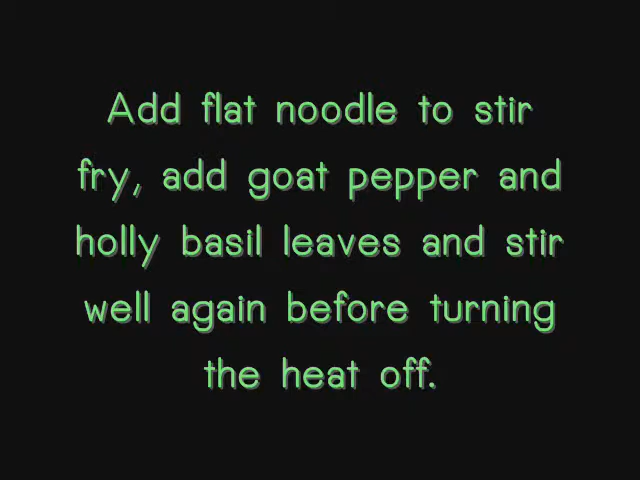 Add flat noodle to stir
fry, add goat pepper and
holly basil leaves and stir
well again before turning
the heat off.